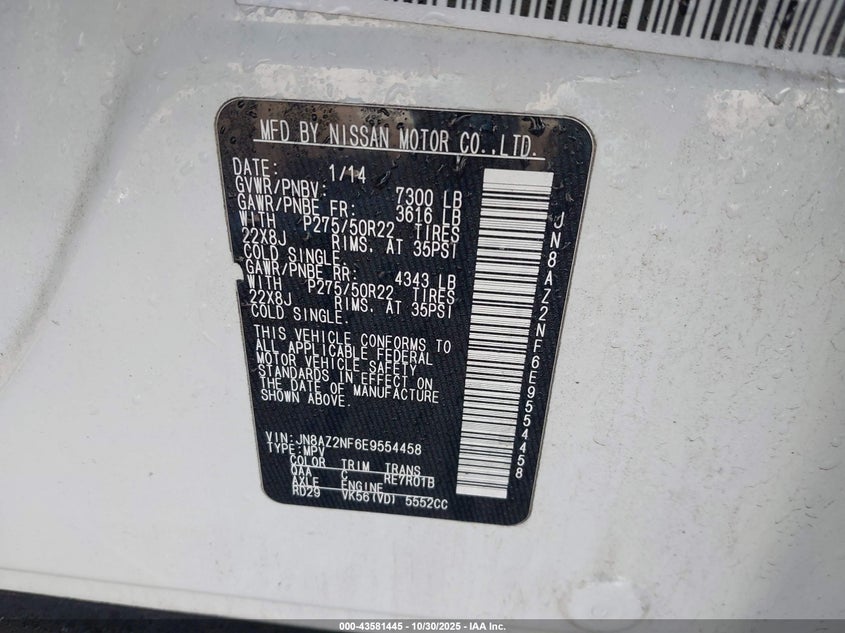 MFD BY NISSAN MOTOR CO.,LTD.
DATE: 1/14
GVWR/PNBV: 7300 LB
GAWR/PNBE FR: 3616 LB
WITH P275/50R22 TIRES
22X8J RIMS. AT 35PSI
COLD SINGLE.
GAWR/PNBE RR: 4343 LB
WITH P275/50R22 TIRES
22X8J RIMS. AT 35PSI
COLD SINGLE.
THIS VEHICLE CONFORMS TO
ALL APPLICABLE FEDERAL
MOTOR VEHICLE SAFETY
STANDARDS IN EFFECT ON
THE DATE OF MANUFACTURE
SHOWN ABOVE.
VIN:JN8AZ2NF6E9554458
TYPE:MPV
COLOR TRIM TRANS
QAA C RE7R01B
AXLE ENGINE
RD29 VK56(VD) 5552CC
JN8AZ2NF6E9554458
000-43581445 - 10/30/2025 - IAA Inc.